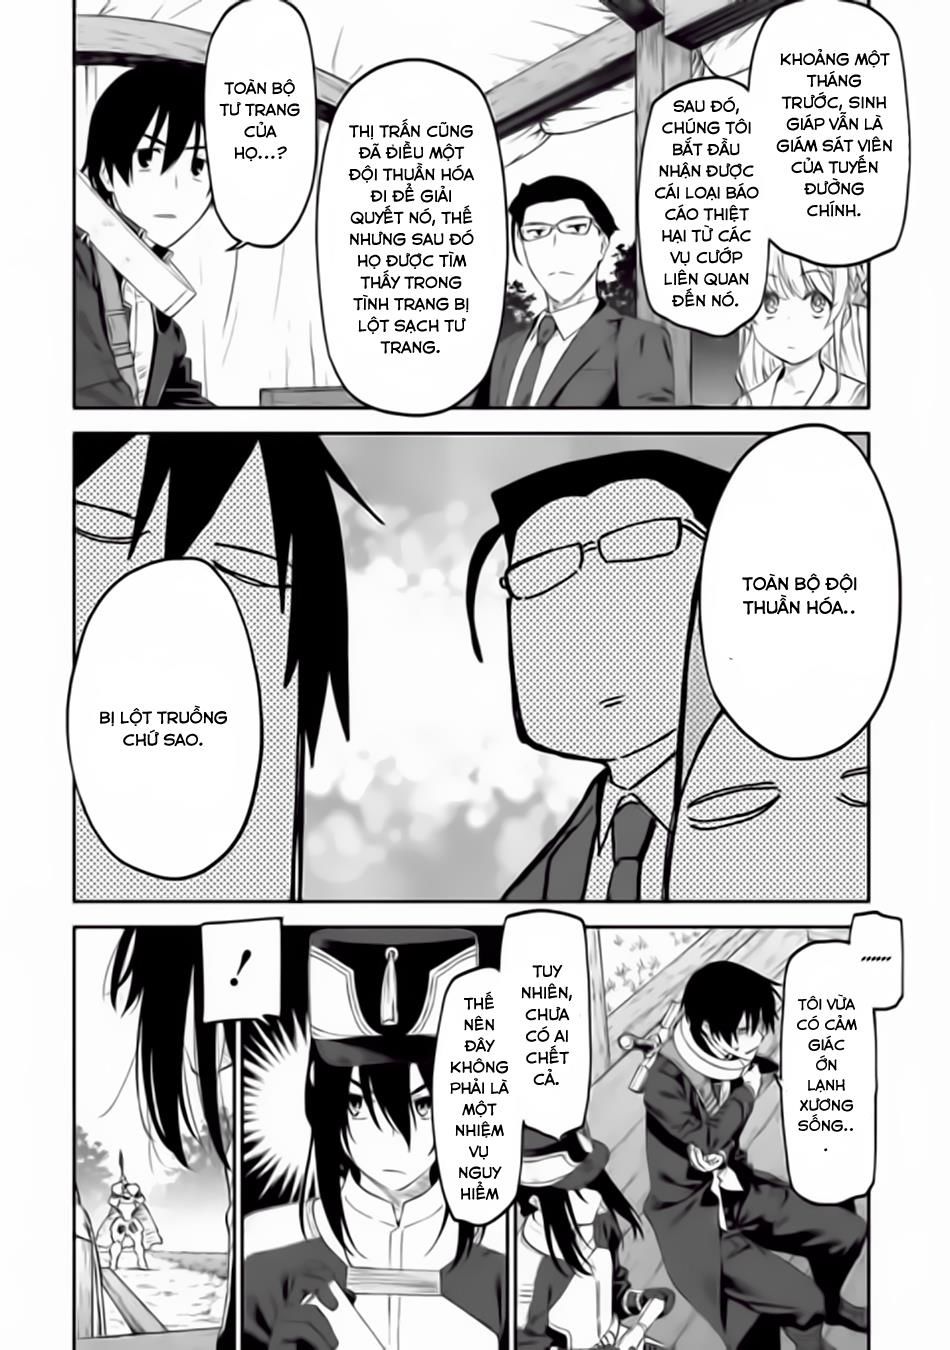 KHOẢNG MỘT
THÁNG
TRƯỚC, SINH
GIÁP VẪN LÀ
GIÁM SÁT VIÊN
CỦA TUYẾN
ĐƯỜNG
CHÍNH.
SAU ĐÓ,
CHÚNG TÔI
BẮT ĐẦU
NHẬN ĐƯỢC
CÁI LOẠI BÁO
CÁO THIỆT
HẠI TỪ CÁC
VỤ CƯỚP
LIÊN QUAN
ĐẾN NÓ.
THỊ TRẤN CŨNG
ĐÃ ĐIỀU MỘT
ĐỘI THUẦN HÓA
ĐI ĐỂ GIẢI
QUYẾT NÓ, THẾ
NHƯNG SAU ĐÓ
HỌ ĐƯỢC TÌM
THẤY TRONG
TÌNH TRẠNG BỊ
LỘT SẠCH TƯ
TRANG.
TOÀN BỘ
TƯ TRANG
CỦA
HỌ...?
TOÀN BỘ ĐỘI
THUẦN HÓA..
BỊ LỘT TRUỒNG
CHỨ SAO.
......
TÔI VỪA
CÓ CẢM
GIÁC
ỚN
LẠNH
XƯƠNG
SỐNG..
.
TUY
NHIÊN,
CHƯA
CÓ AI
CHẾT
CẢ.
THẾ
NÊN
ĐÂY
KHÔNG
PHẢI LÀ
MỘT
NHIỆM
VỤ
NGUY
HIỂM
!